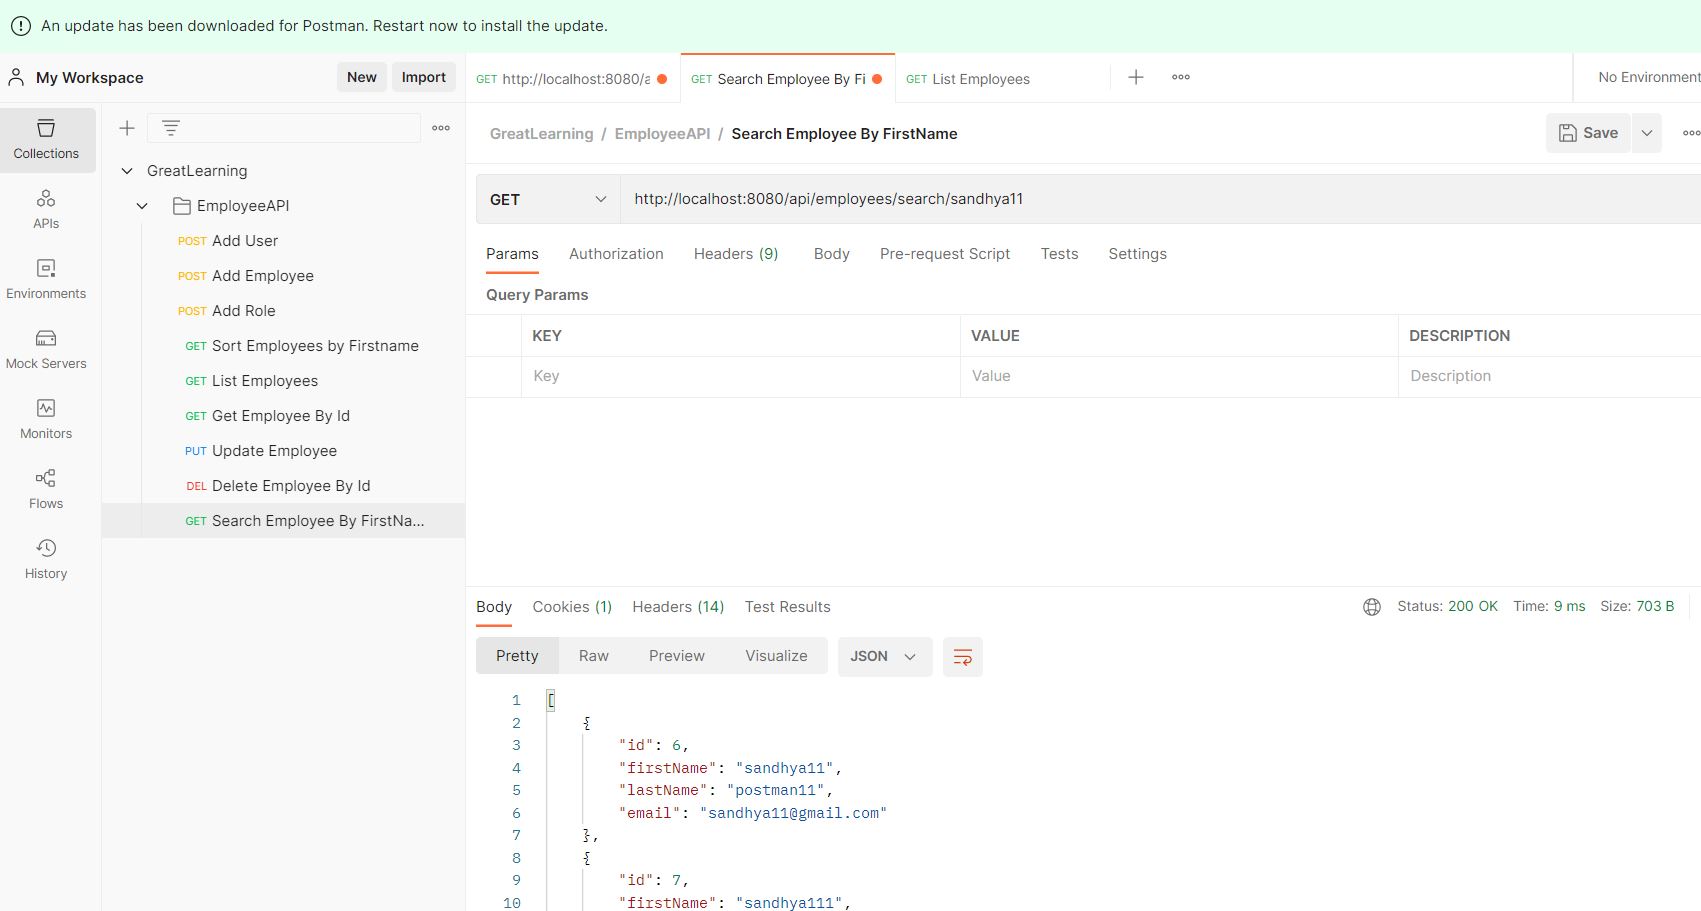 An update has been downloaded for Postman. Restart now to install the update.
My Workspace
New
Import
GET http://localhost:8080/a
GET Search Employee By Fi
GET List Employees
No Environment
Collections
APIs
Environments
Mock Servers
Monitors
Flows
History
GreatLearning
EmployeeAPI
POST Add User
POST Add Employee
POST Add Role
GET Sort Employees by Firstname
GET List Employees
GET Get Employee By Id
PUT Update Employee
DEL Delete Employee By Id
GET Search Employee By FirstNa...
GreatLearning / EmployeeAPI / Search Employee By FirstName
Save
GET http://localhost:8080/api/employees/search/sandhya11
Params Authorization Headers (9) Body Pre-request Script Tests Settings
Query Params
KEY VALUE DESCRIPTION
Key Value Description
Body Cookies (1) Headers (14) Test Results
Status: 200 OK Time: 9 ms Size: 703 B
Pretty Raw Preview Visualize JSON
1 [
2 {
3 "id": 6,
4 "firstName": "sandhya11",
5 "lastName": "postman11",
6 "email": "sandhya11@gmail.com"
7 },
8 {
9 "id": 7,
10 "firstName": "sandhya111",